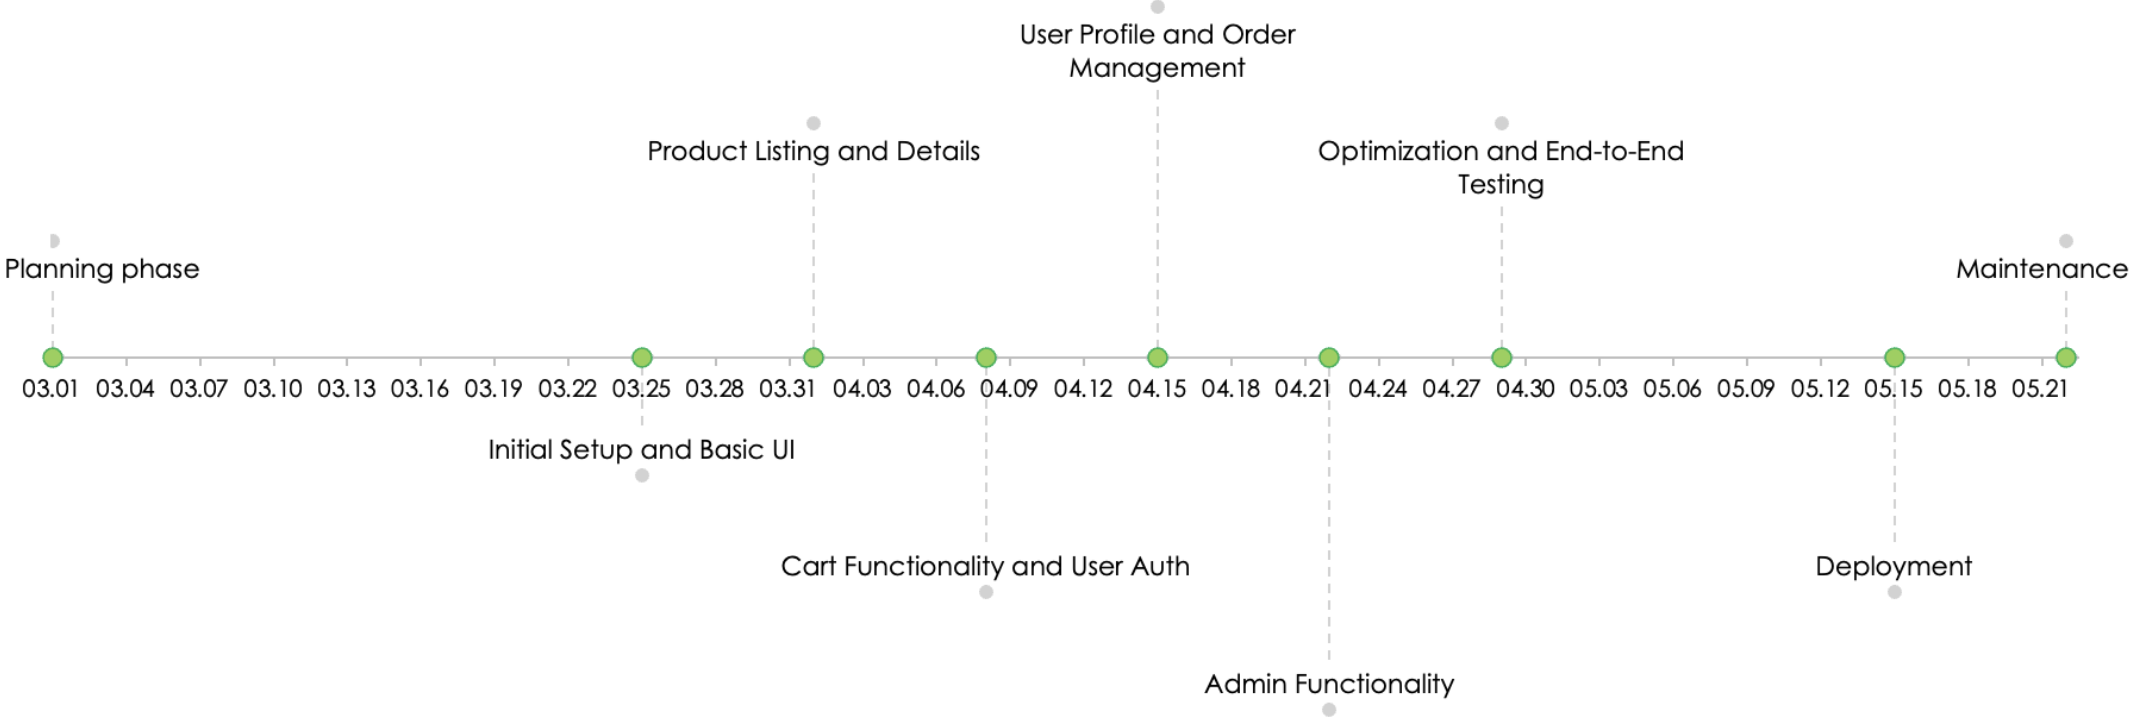 User Profile and Order
Management
Product Listing and Details
Optimization and End-to-End
Testing
Planning phase
Maintenance
03.01 03.04 03.07 03.10 03.13 03.16 03.19 03.22 03.25 03.28 03.31 04.03 04.06 04.09 04.12 04.15 04.18 04.21 04.24 04.27 04.30 05.03 05.06 05.09 05.12 05.15 05.18 05.21
Initial Setup and Basic UI
Cart Functionality and User Auth
Deployment
Admin Functionality